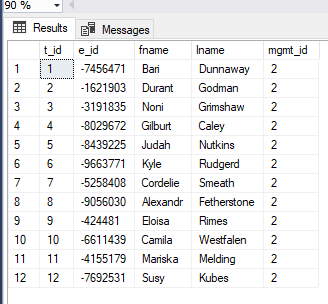 90 %
Results Messages
t_id e_id fname lname mgmt_id
1 1 -7456471 Bari Dunnaway 2
2 2 -1621903 Durant Godman 2
3 3 -3191835 Noni Grimshaw 2
4 4 -8029672 Gilburt Caley 2
5 5 -8439225 Judah Nutkins 2
6 6 -9663771 Kyle Rudgerd 2
7 7 -5258408 Cordelie Smeath 2
8 8 -9056030 Alexandr Fetherstone 2
9 9 -424481 Eloisa Rimes 2
10 10 -6611439 Camila Westfalen 2
11 11 -4155179 Mariska Melding 2
12 12 -7692531 Susy Kubes 2